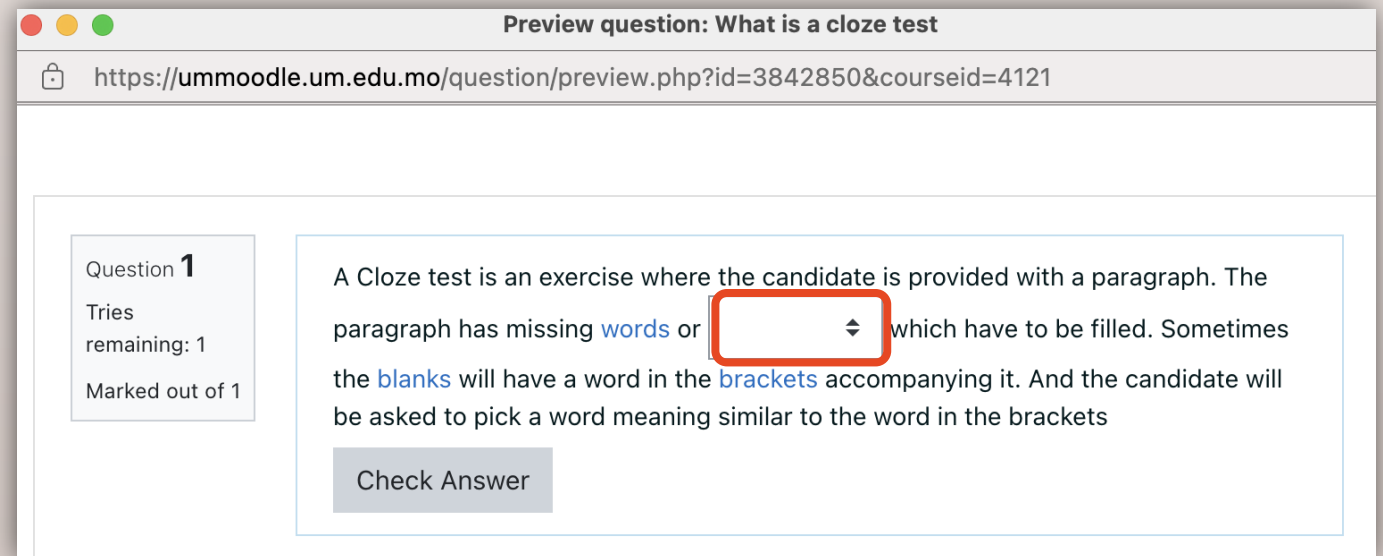 Preview question: What is a cloze test
https://ummoodle.um.edu.mo/question/preview.php?id=3842850&courseid=4121
Question 1
Tries
remaining: 1
Marked out of 1
A Cloze test is an exercise where the candidate is provided with a paragraph. The
paragraph has missing words or which have to be filled. Sometimes
the blanks will have a word in the brackets accompanying it. And the candidate will
be asked to pick a word meaning similar to the word in the brackets
Check Answer